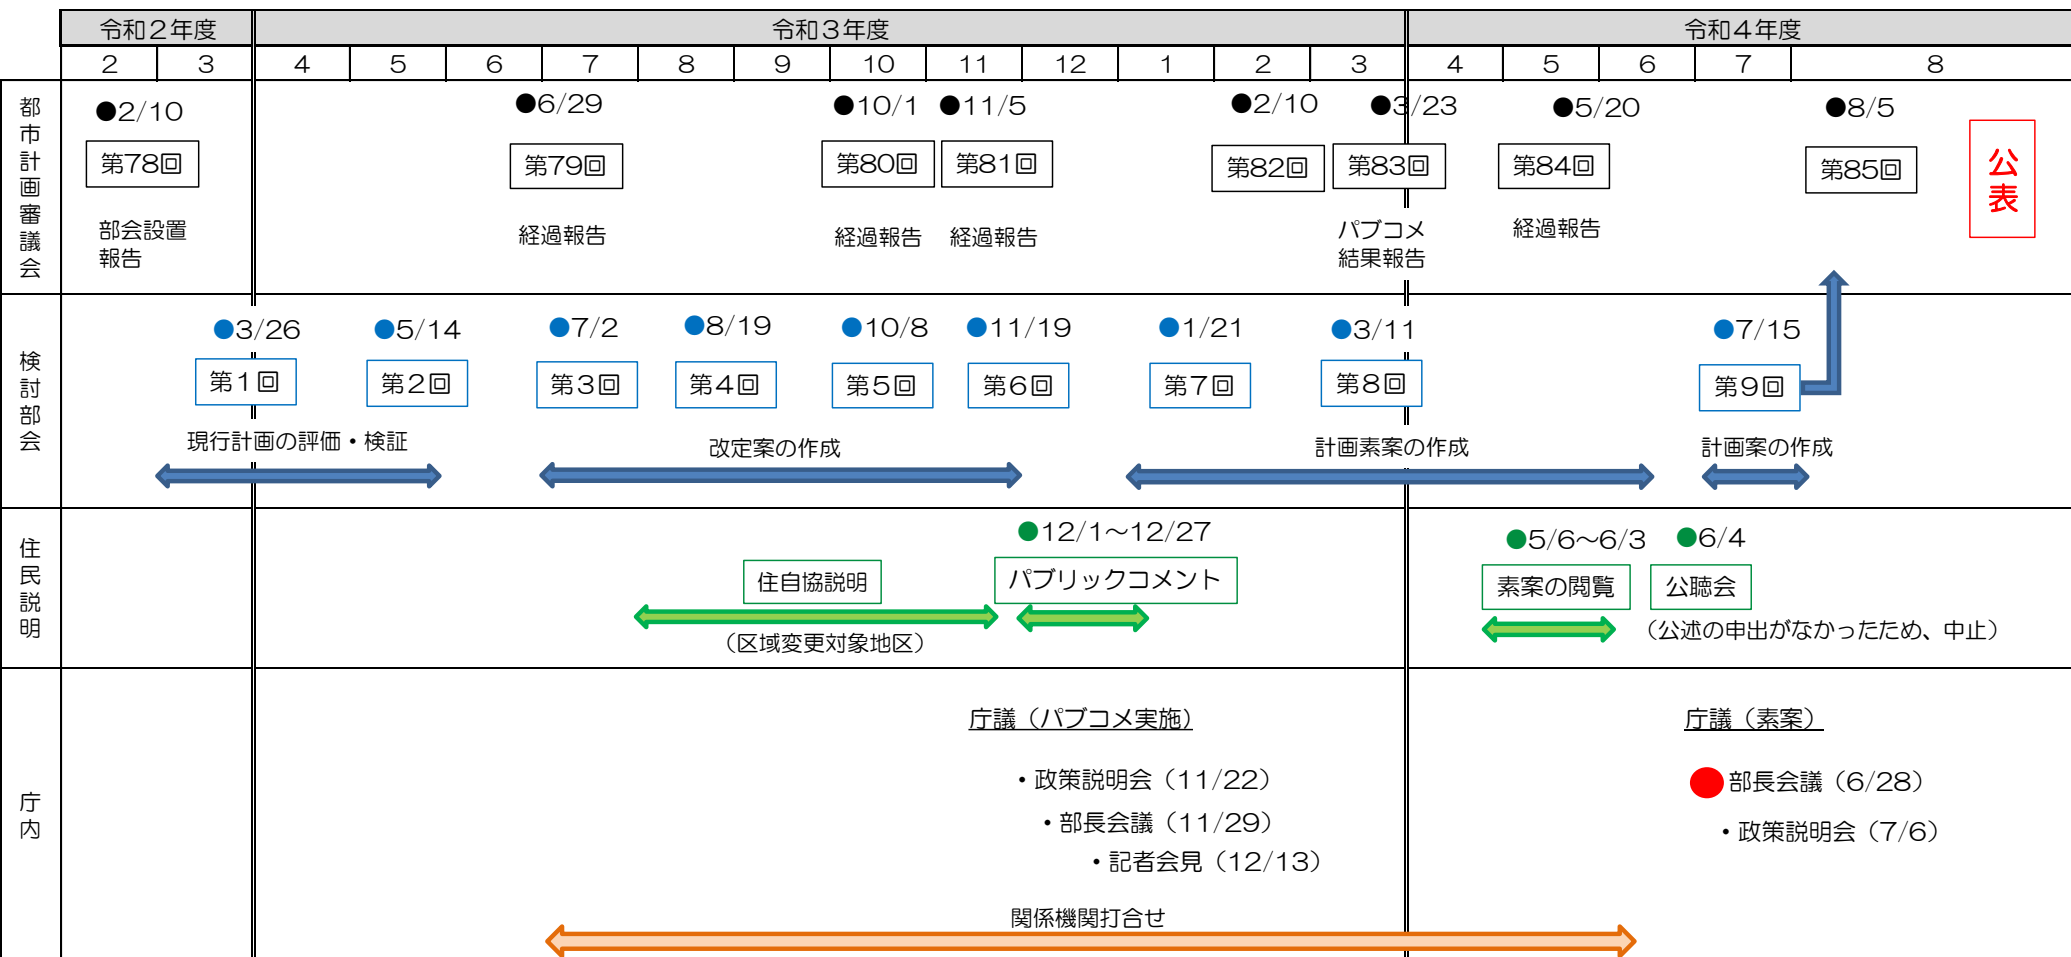 令和２年度 令和３年度 令和４年度
2 3 4 5 6 7 8 9 10 11 12 1 2 3 4 5 6 7 8
都市計画審議会
●2/10 ●6/29 ●10/1 ●11/5 ●2/10 ●3/23 ●5/20 ●8/5
第78回 第79回 第80回 第81回 第82回 第83回 第84回 第85回
公表
部会設置 経過報告 経過報告 経過報告 パブコメ 経過報告
報告 結果報告
検討部会
●3/26 ●5/14 ●7/2 ●8/19 ●10/8 ●11/19 ●1/21 ●3/11 ●7/15
第１回 第２回 第３回 第４回 第５回 第６回 第７回 第８回 第９回
現行計画の評価・検証 改定案の作成 計画素案の作成 計画案の作成
住民説明
●12/1～12/27 ●5/6～6/3 ●6/4
住自協説明 パブリックコメント 素案の閲覧 公聴会
（区域変更対象地区） （公述の申出がなかったため、中止）
庁内
庁議（パブコメ実施） 庁議（素案）
・政策説明会（11/22） ●部長会議（6/28）
・部長会議（11/29） ・政策説明会（7/6）
・記者会見（12/13）
関係機関打合せ